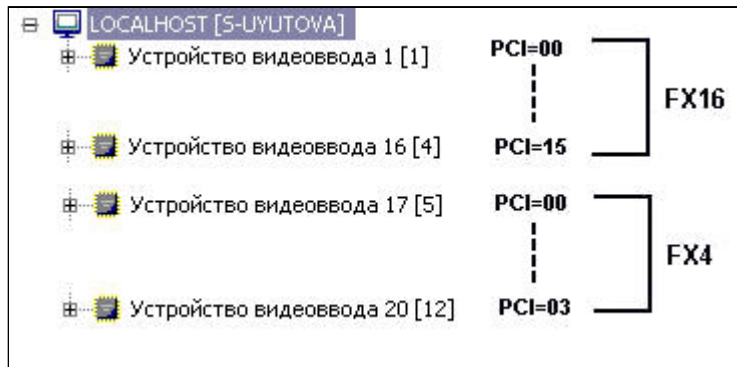 LOCALHOST [S-UYUTOVA]
Устройство видеоввода 1 [1] PCI=00
FX16
Устройство видеоввода 16 [4] PCI=15
Устройство видеоввода 17 [5] PCI=00
FX4
Устройство видеоввода 20 [12] PCI=03